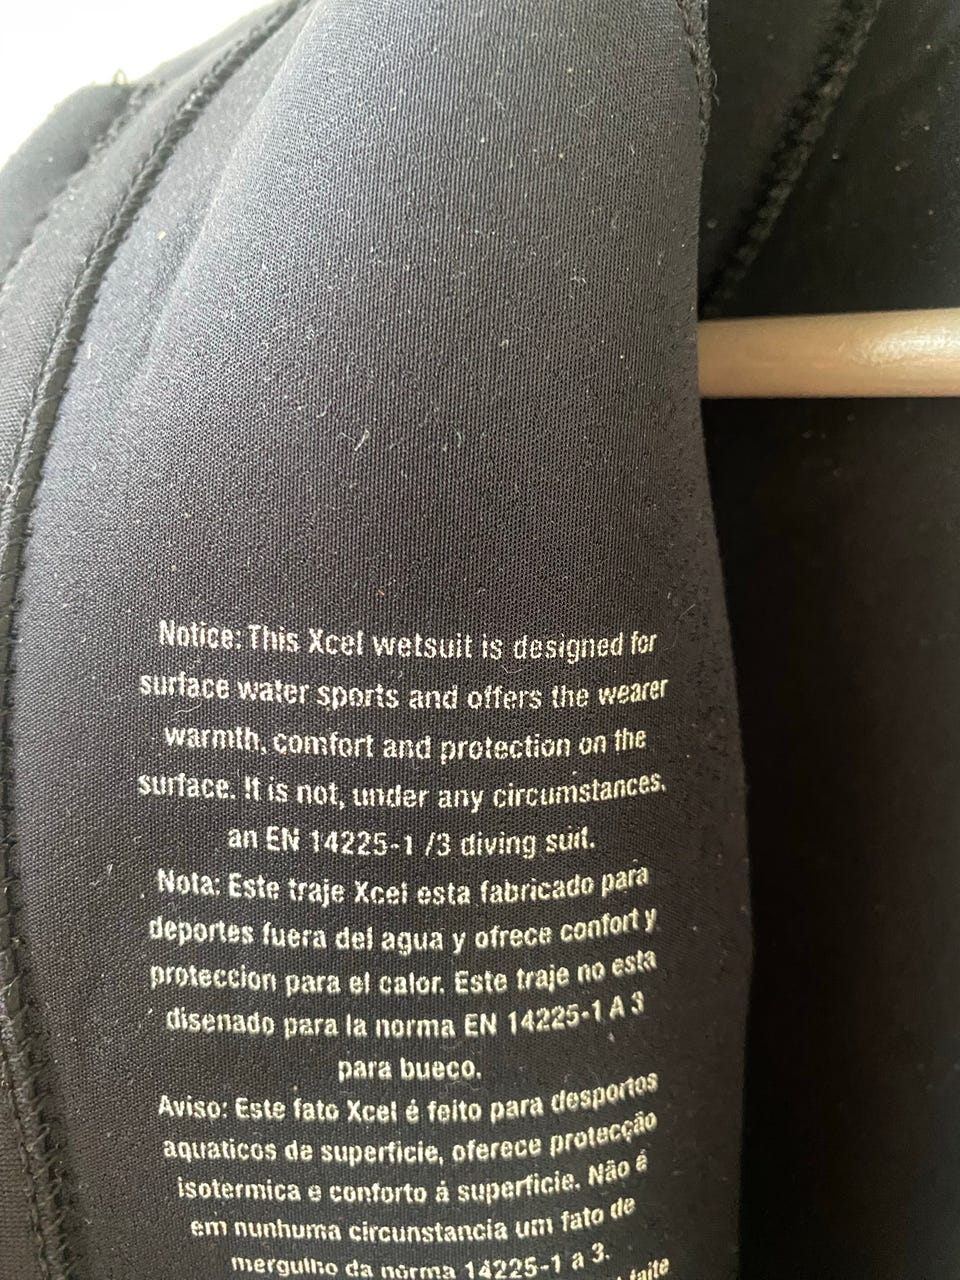 Notice: This Xcel wetsuit is designed for
surface water sports and offers the wearer
warmth, comfort and protection on the
surface. It is not, under any circumstances,
an EN 14225-1 /3 diving suit.
Nota: Este traje Xcel esta fabricado para
deportes fuera del agua y ofrece confort y
proteccion para el calor. Este traje no esta
disenado para la norma EN 14225-1 A 3
para bueco.
Aviso: Este fato Xcel é feito para desportos
aquaticos de superficie, oferece protecção
isotermica e conforto á superficie. Não é
em nunhuma circunstancia um fato de
mergulho da norma 14225-1 a 3.
faite